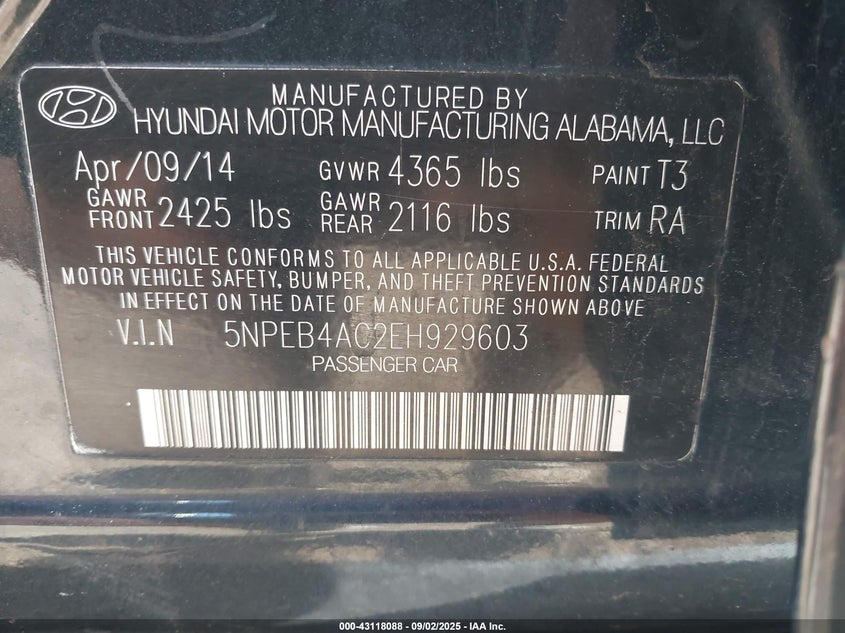 MANUFACTURED BY
HYUNDAI MOTOR MANUFACTURING ALABAMA, LLC
Apr/09/14 GVWR 4365 lbs PAINT T3
GAWR FRONT 2425 lbs GAWR REAR 2116 lbs TRIM RA
THIS VEHICLE CONFORMS TO ALL APPLICABLE U.S.A. FEDERAL
MOTOR VEHICLE SAFETY, BUMPER, AND THEFT PREVENTION STANDARDS
IN EFFECT ON THE DATE OF MANUFACTURE SHOWN ABOVE
V.I.N 5NPEB4AC2EH929603
PASSENGER CAR
000-43118088 - 09/02/2025 - IAA Inc.